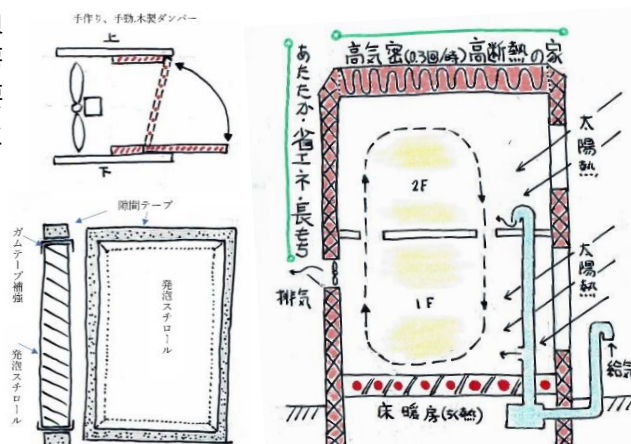 手作り、手動、木製ダンパー
上
下
隙間テープ
ガムテープ補強
発泡スチロール
発泡スチロール
高気密(0.3回/時)高断熱の家
あたたか・省エネ・長もち
太陽熱
2F
太陽熱
排気
1F
給気
床暖房